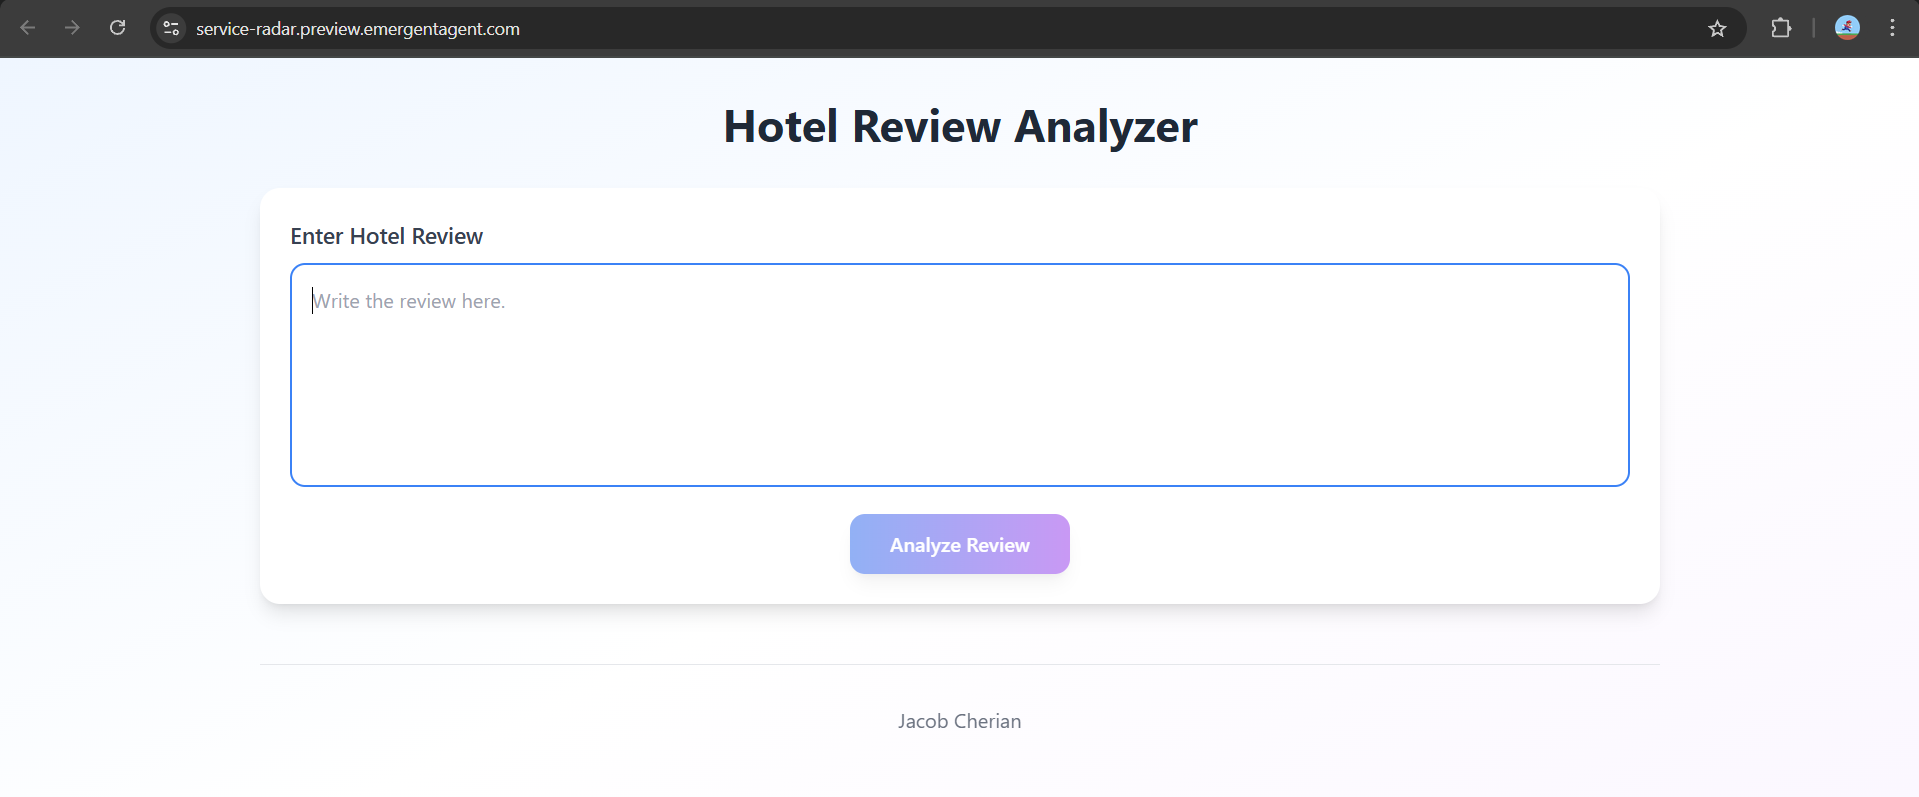 service-radar.preview.emergentagent.com
Hotel Review Analyzer
Enter Hotel Review
Write the review here.
Analyze Review
Jacob Cherian